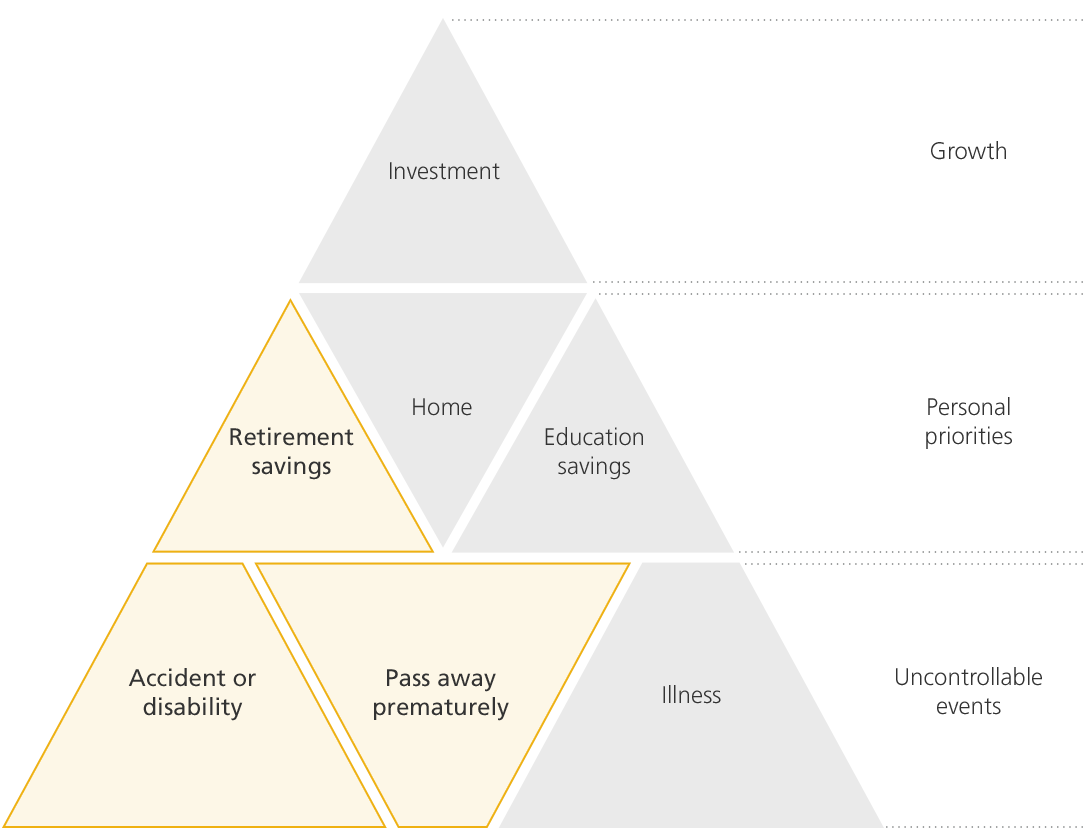 Investment
Growth
Home
Retirement
savings
Education
savings
Personal
priorities
Accident or
disability
Pass away
prematurely
Illness
Uncontrollable
events